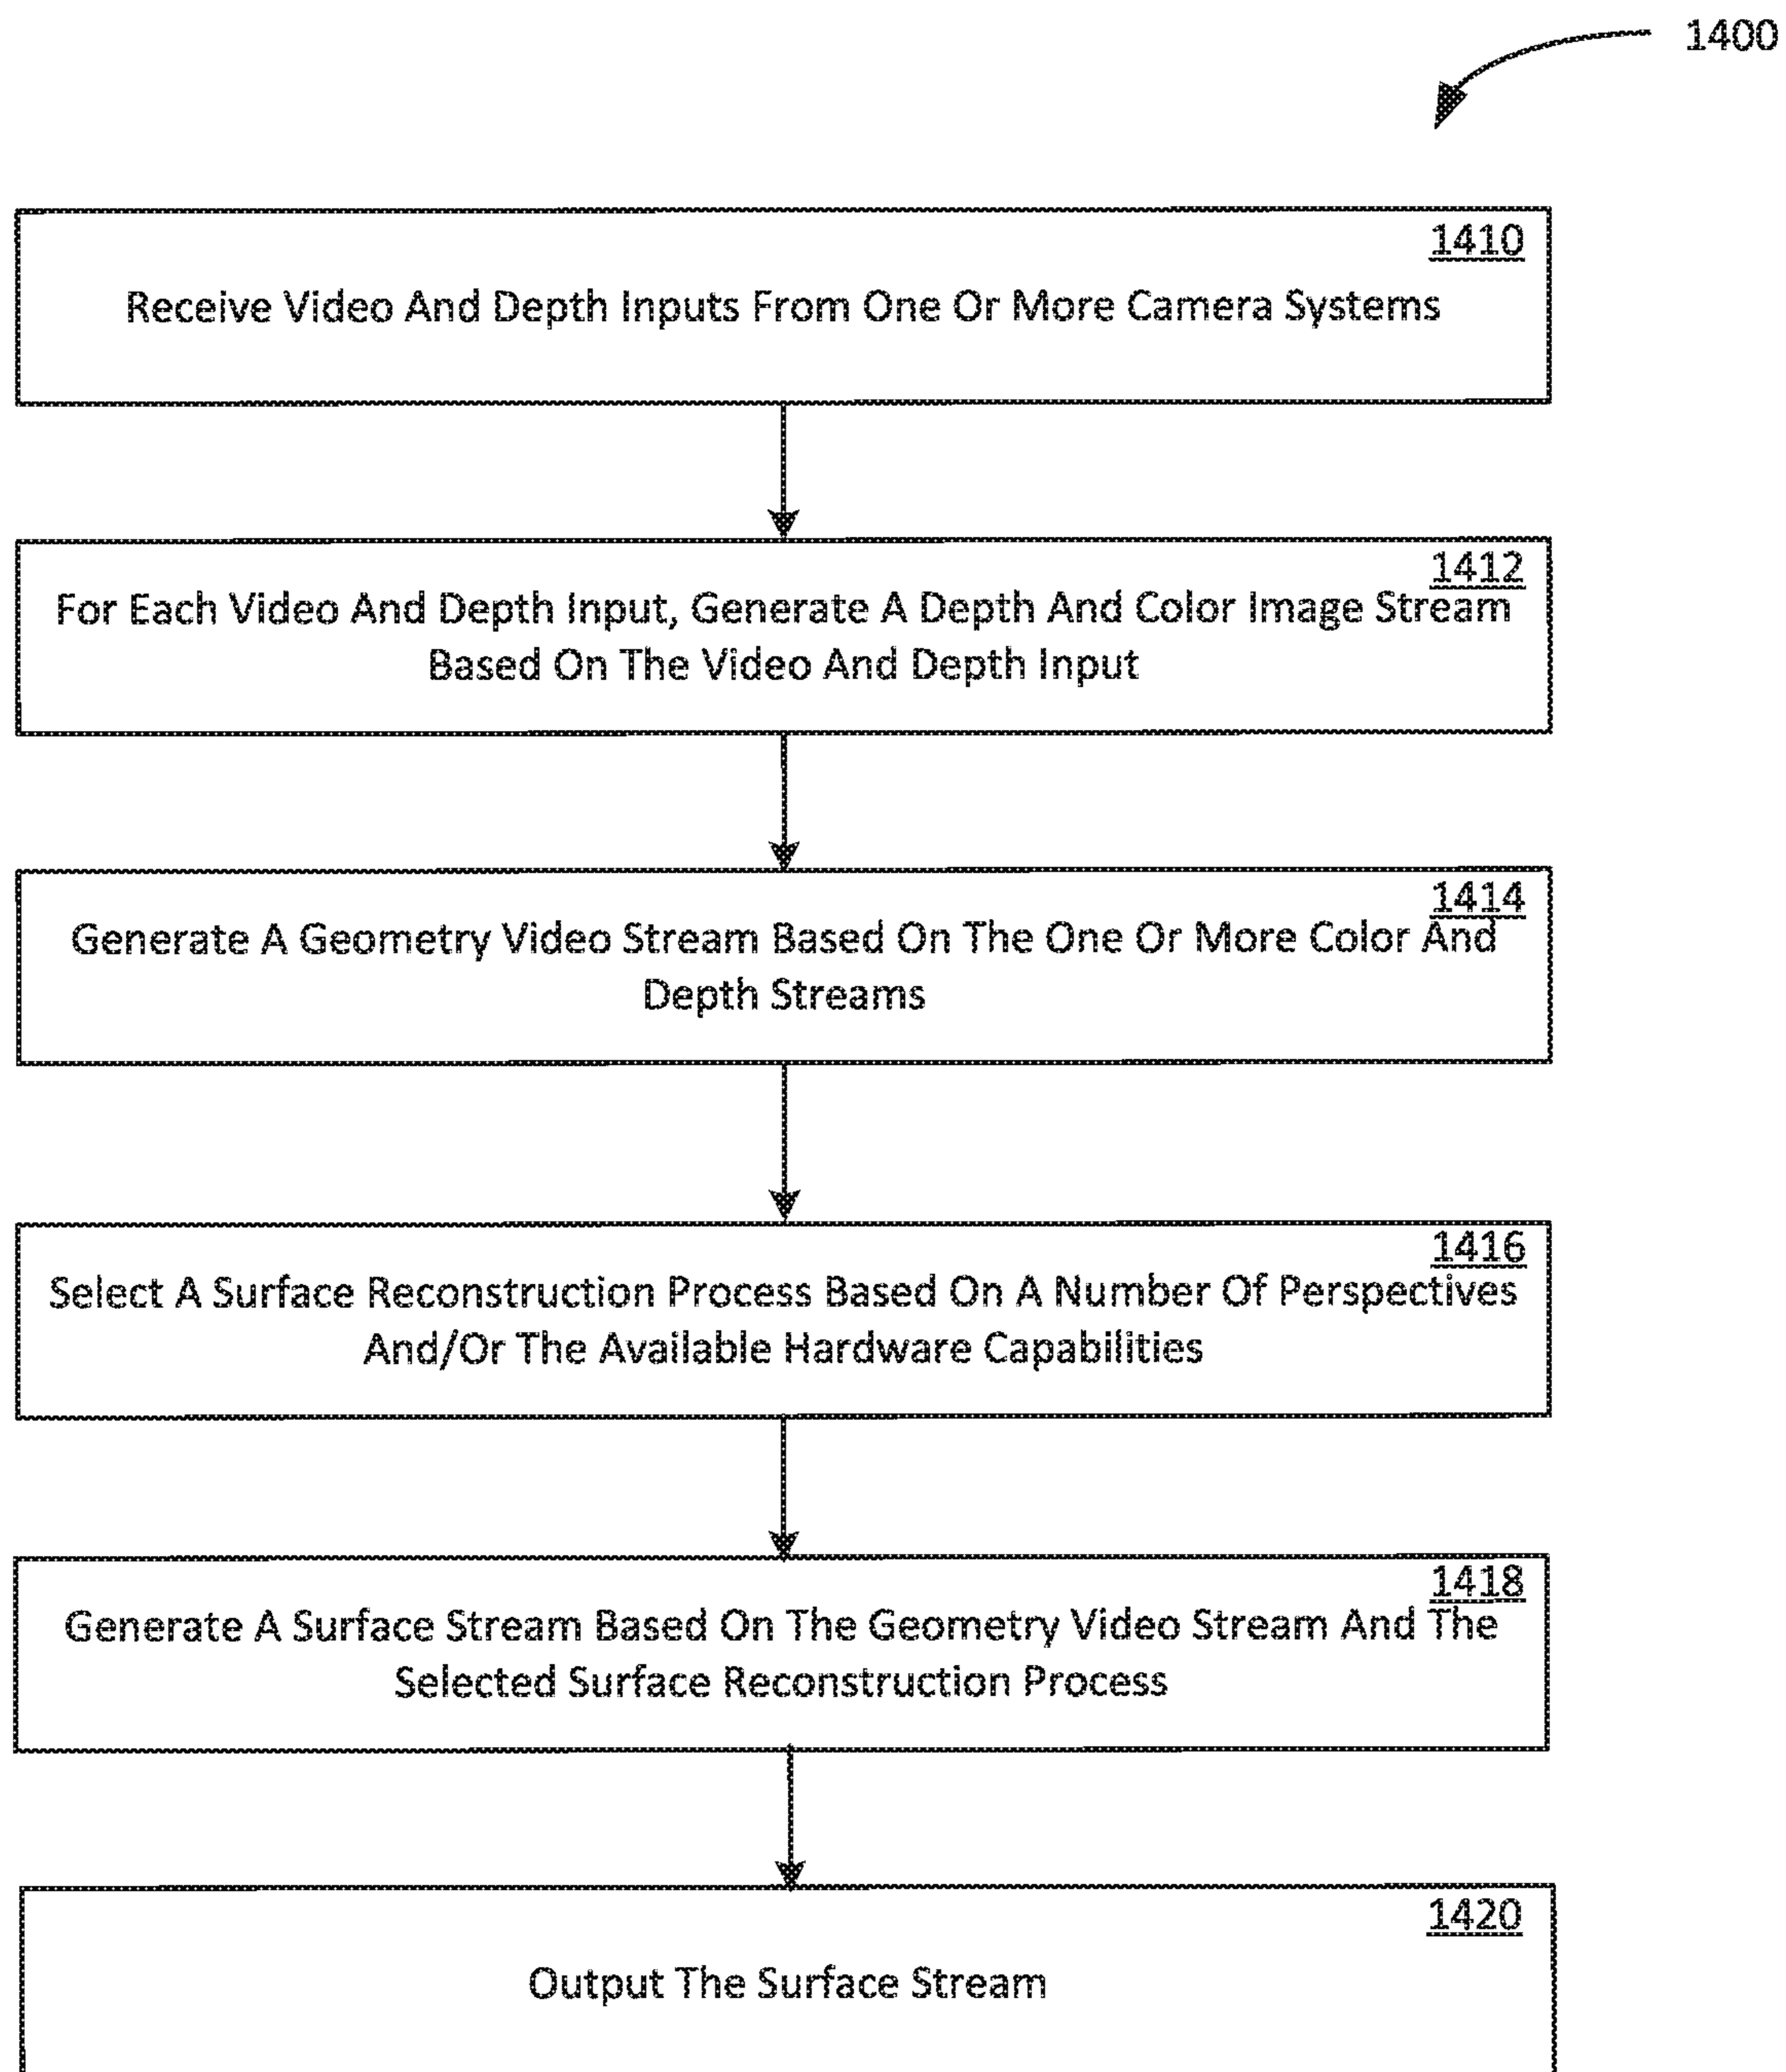 1400
1410
Receive Video And Depth Inputs From One Or More Camera Systems
1412
For Each Video And Depth Input, Generate A Depth And Color Image Stream
Based On The Video And Depth Input
1414
Generate A Geometry Video Stream Based On The One Or More Color And
Depth Streams
1416
Select A Surface Reconstruction Process Based On A Number Of Perspectives
And/Or The Available Hardware Capabilities
1418
Generate A Surface Stream Based On The Geometry Video Stream And The
Selected Surface Reconstruction Process
1420
Output The Surface Stream